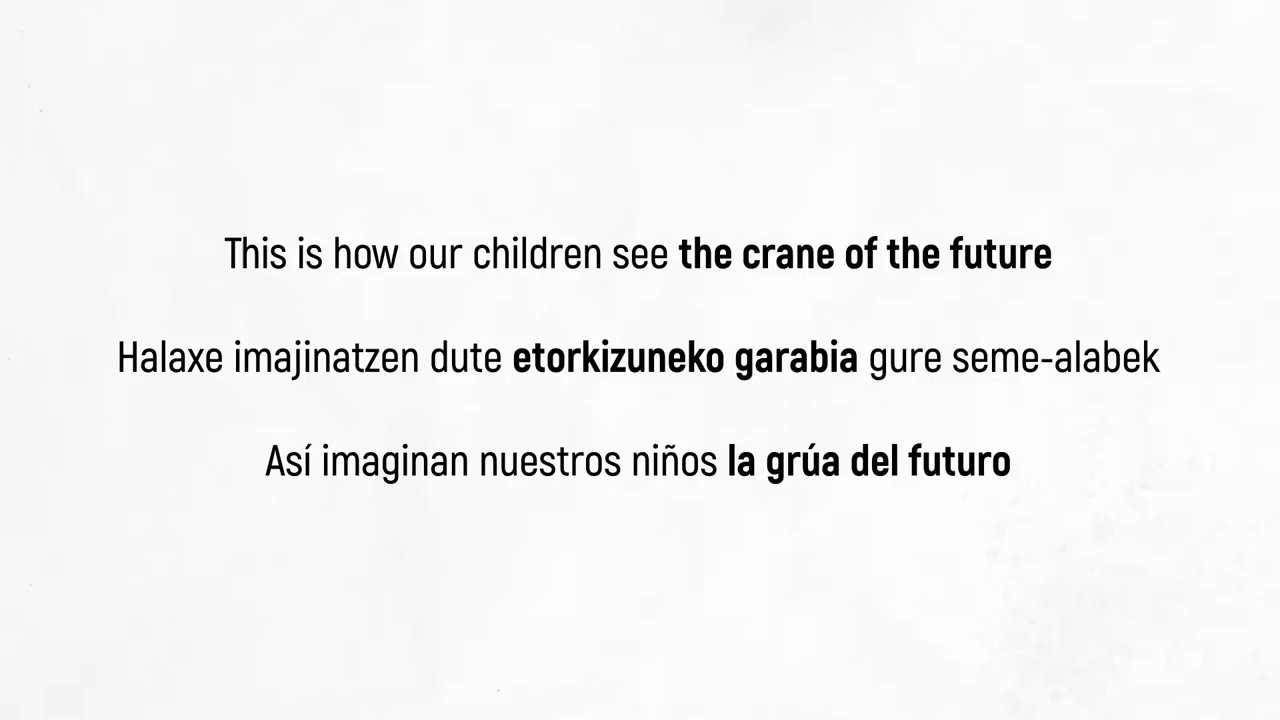 This is how our children see the crane of the future
Halaxe imajinatzen dute etorkizuneko garabia gure seme-alabek
Así imaginan nuestros niños la grúa del futuro